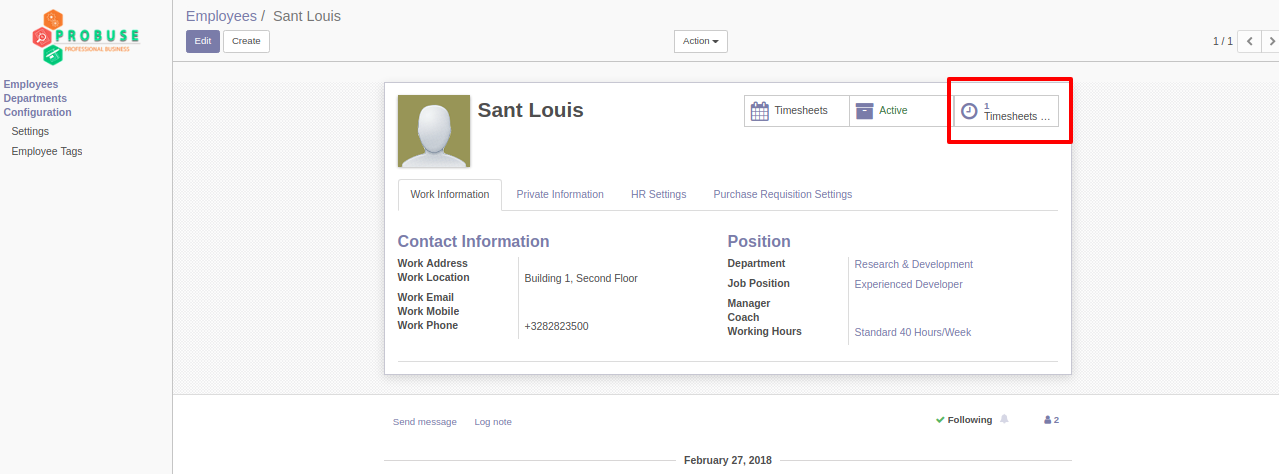 PROBUSE
PROFESSIONAL BUSINESS
Employees
Departments
Configuration
Settings
Employee Tags
Employees / Sant Louis
Edit
Create
Action
1 / 1
Sant Louis
Timesheets
Active
1
Timesheets ...
Work Information
Private Information
HR Settings
Purchase Requisition Settings
Contact Information
Work Address
Work Location Building 1, Second Floor
Work Email
Work Mobile
Work Phone +3282823500
Position
Department Research & Development
Job Position Experienced Developer
Manager
Coach
Working Hours Standard 40 Hours/Week
Send message
Log note
Following
2
February 27, 2018